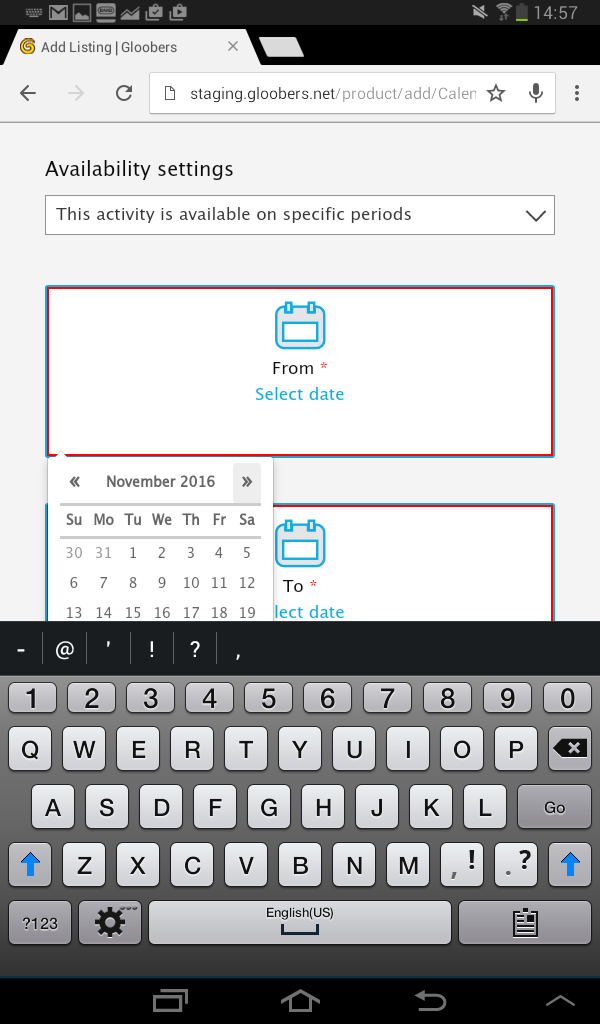 14:57
Add Listing | Gloobers
staging.gloobers.net/product/add/Calen
Availability settings
This activity is available on specific periods
From *
Select date
« November 2016 »
Su Mo Tu We Th Fr Sa
30 31 1 2 3 4 5
6 7 8 9 10 11 12
13 14 15 16 17 18 19
To *
lect date
- @ ' ! ? ,
1 2 3 4 5 6 7 8 9 0
Q W E R T Y U I O P
A S D F G H J K L Go
Z X C V B N M , ! . ?
?123 English(US)